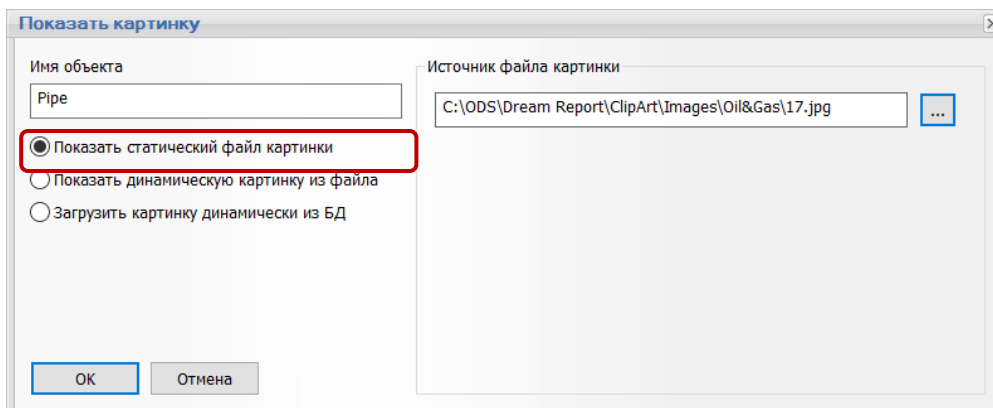 Показать картинку
Имя объекта
Pipe
Показать статический файл картинки
Показать динамическую картинку из файла
Загрузить картинку динамически из БД
Источник файла картинки
C:\ODS\Dream Report\ClipArt\Images\Oil&Gas\17.jpg
...
OK
Отмена